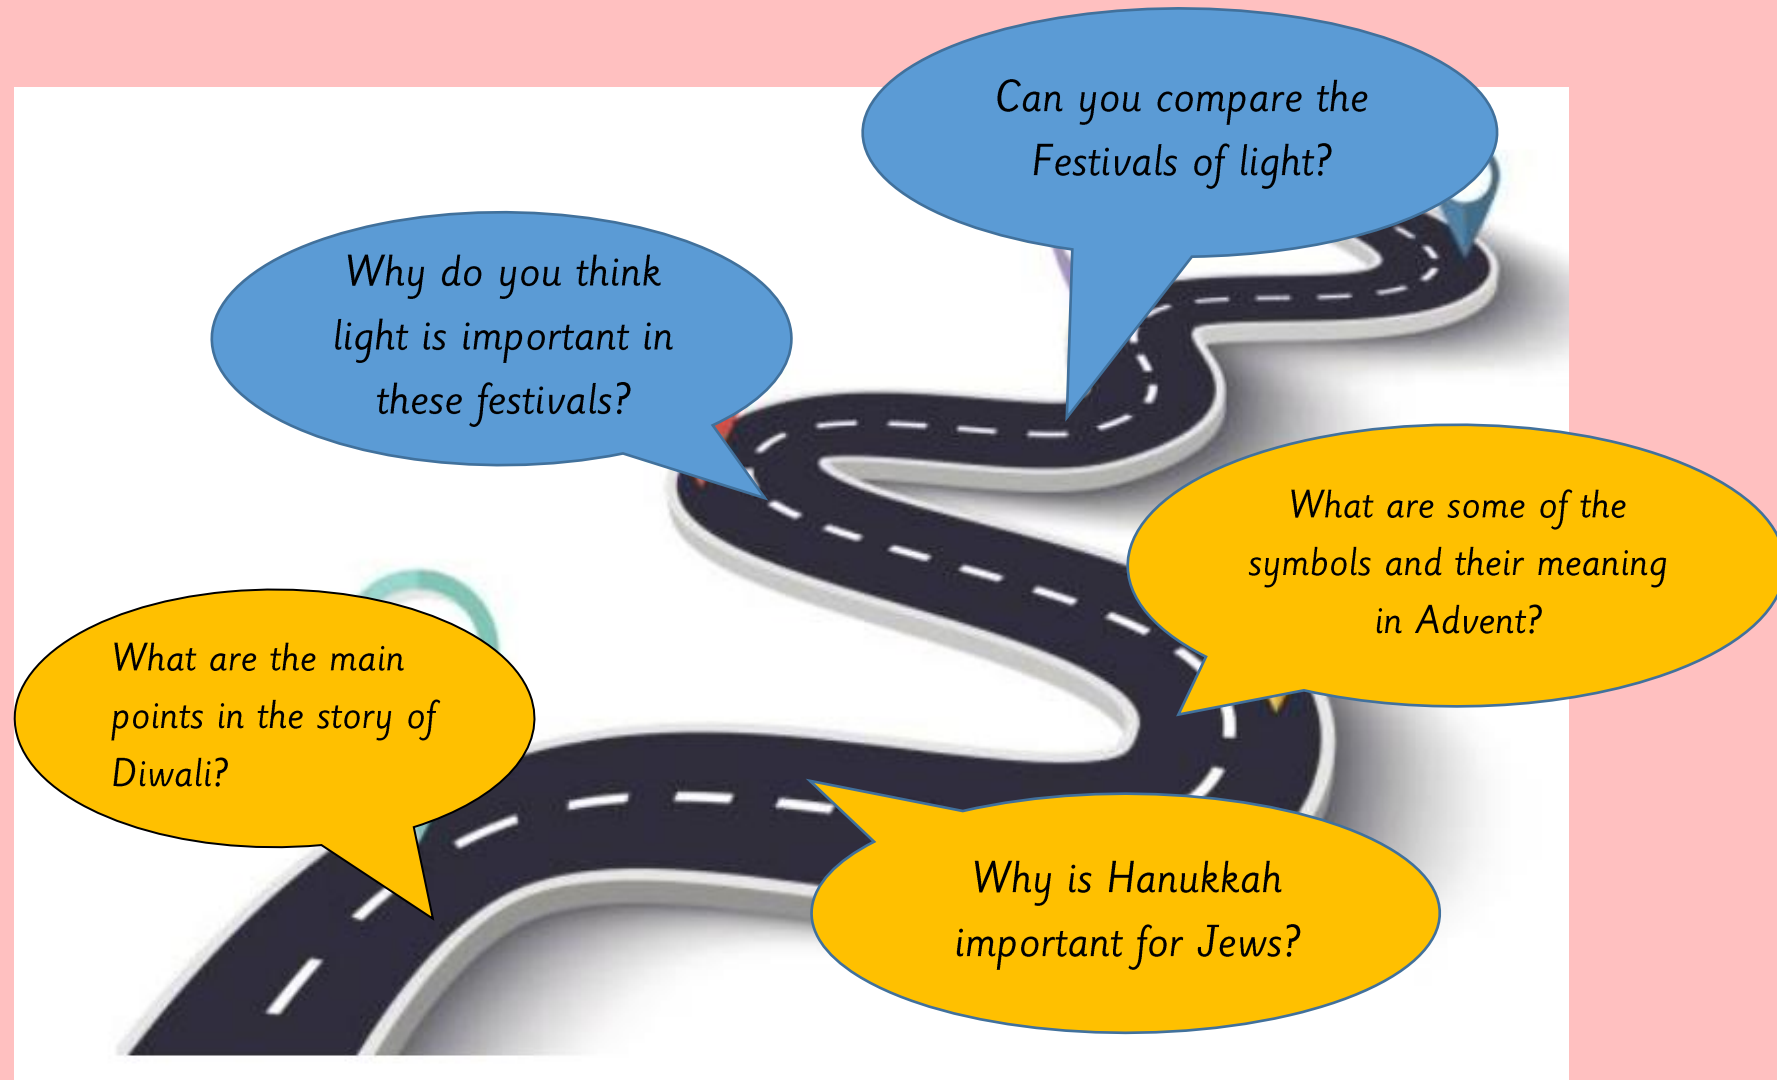 Can you compare the
Festivals of light?
Why do you think
light is important in
these festivals?
What are some of the
symbols and their meaning
in Advent?
What are the main
points in the story of
Diwali?
Why is Hanukkah
important for Jews?